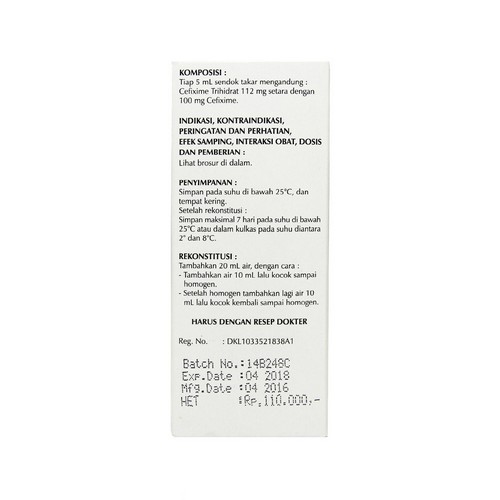 KOMPOSISI :
Tiap 5 mL sendok takar mengandung :
Cefixime Trihidrat 112 mg setara dengan
100 mg Cefixime.
INDIKASI, KONTRAINDIKASI,
PERINGATAN DAN PERHATIAN,
EFEK SAMPING, INTERAKSI OBAT, DOSIS
DAN PEMBERIAN :
Lihat brosur di dalam.
PENYIMPANAN :
Simpan pada suhu di bawah 25°C, dan
tempat kering.
Setelah rekonstitusi :
Simpan maksimal 7 hari pada suhu di bawah
25°C atau dalam kulkas pada suhu diantara
2° dan 8°C.
REKONSTITUSI :
Tambahkan 20 mL air, dengan cara :
- Tambahkan air 10 mL lalu kocok sampai
homogen.
- Setelah homogen tambahkan lagi air 10
mL lalu kocok kembali sampai homogen.
HARUS DENGAN RESEP DOKTER
Reg. No. : DKL1033521838A1
Batch No.:14B248C
Exp.Date :04 2018
Mfg.Date :04 2016
HET :Rp.110.000,-